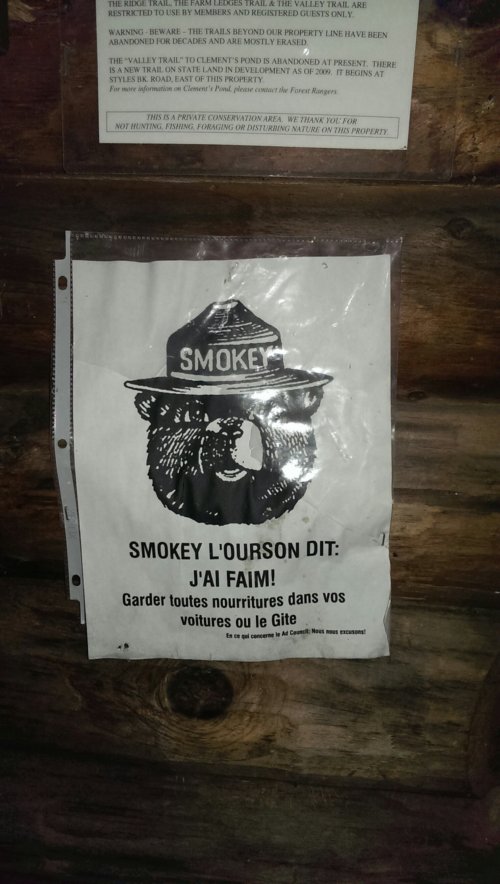 THE RIDGE TRAIL, THE FARM LEDGES TRAIL & THE VALLEY TRAIL ARE
RESTRICTED TO USE BY MEMBERS AND REGISTERED GUESTS ONLY.
WARNING - BEWARE - THE TRAILS BEYOND OUR PROPERTY LINE HAVE BEEN
ABANDONED FOR DECADES AND ARE MOSTLY ERASED.
THE "VALLEY TRAIL" TO CLEMENT'S POND IS ABANDONED AT PRESENT. THERE
IS A NEW TRAIL ON STATE LAND IN DEVELOPMENT AS OF 2009. IT BEGINS AT
STYLES BK. ROAD, EAST OF THIS PROPERTY.
For more information on Clement's Pond, please contact the Forest Rangers.
THIS IS A PRIVATE CONSERVATION AREA. WE THANK YOU FOR
NOT HUNTING, FISHING, FORAGING OR DISTURBING NATURE ON THIS PROPERTY.
SMOKEY
SMOKEY L'OURSON DIT:
J'AI FAIM!
Garder toutes nourritures dans vos
voitures ou le Gite
En ce qui concerne le Ad Council; Nous nous excusons!